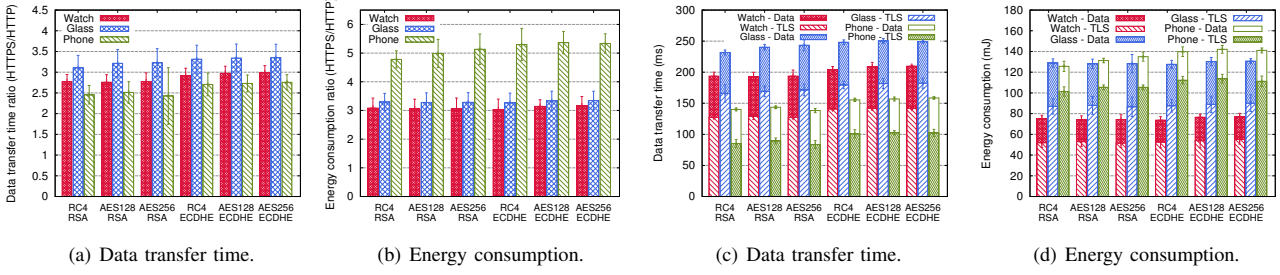 Data transfer time ratio (HTTPS/HTTP)
4.5
4
3.5
3
2.5
2
1.5
1
0.5
0
Watch
Glass
Phone
RC4 AES128 AES256 RC4 AES128 AES256
RSA RSA RSA ECDHE ECDHE ECDHE
(a) Data transfer time.
Energy consumption ratio (HTTPS/HTTP)
6
5
4
3
2
1
0
Watch
Glass
Phone
RC4 AES128 AES256 RC4 AES128 AES256
RSA RSA RSA ECDHE ECDHE ECDHE
(b) Energy consumption.
Data transfer time (ms)
300
250
200
150
100
50
0
Watch - Data Glass - TLS
Watch - TLS Phone - Data
Glass - Data Phone - TLS
RC4 AES128 AES256 RC4 AES128 AES256
RSA RSA RSA ECDHE ECDHE ECDHE
(c) Data transfer time.
Energy consumption (mJ)
180
160
140
120
100
80
60
40
20
0
Watch - Data Glass - TLS
Watch - TLS Phone - Data
Glass - Data Phone - TLS
RC4 AES128 AES256 RC4 AES128 AES256
RSA RSA RSA ECDHE ECDHE ECDHE
(d) Energy consumption.